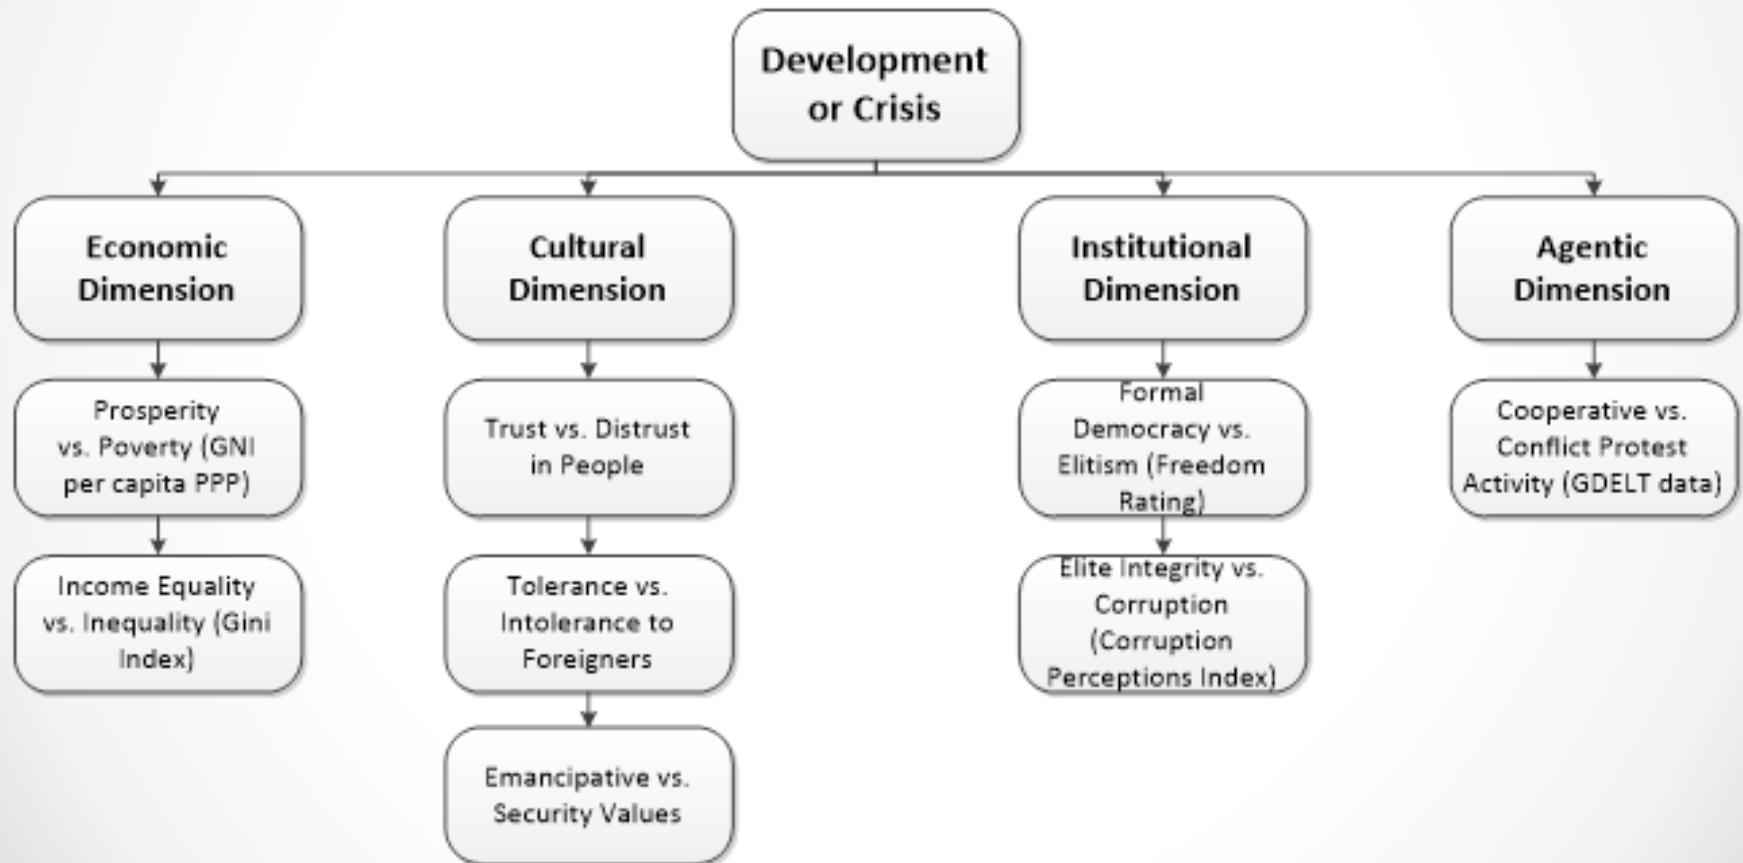 Development
or Crisis
Economic
Dimension
Cultural
Dimension
Institutional
Dimension
Agentic
Dimension
Prosperity
vs. Poverty (GNI
per capita PPP)
Trust vs. Distrust
in People
Formal
Democracy vs.
Elitism (Freedom
Rating)
Cooperative vs.
Conflict Protest
Activity (GDELT data)
Income Equality
vs. Inequality (Gini
Index)
Tolerance vs.
Intolerance to
Foreigners
Elite Integrity vs.
Corruption
(Corruption
Perceptions Index)
Emancipative vs.
Security Values